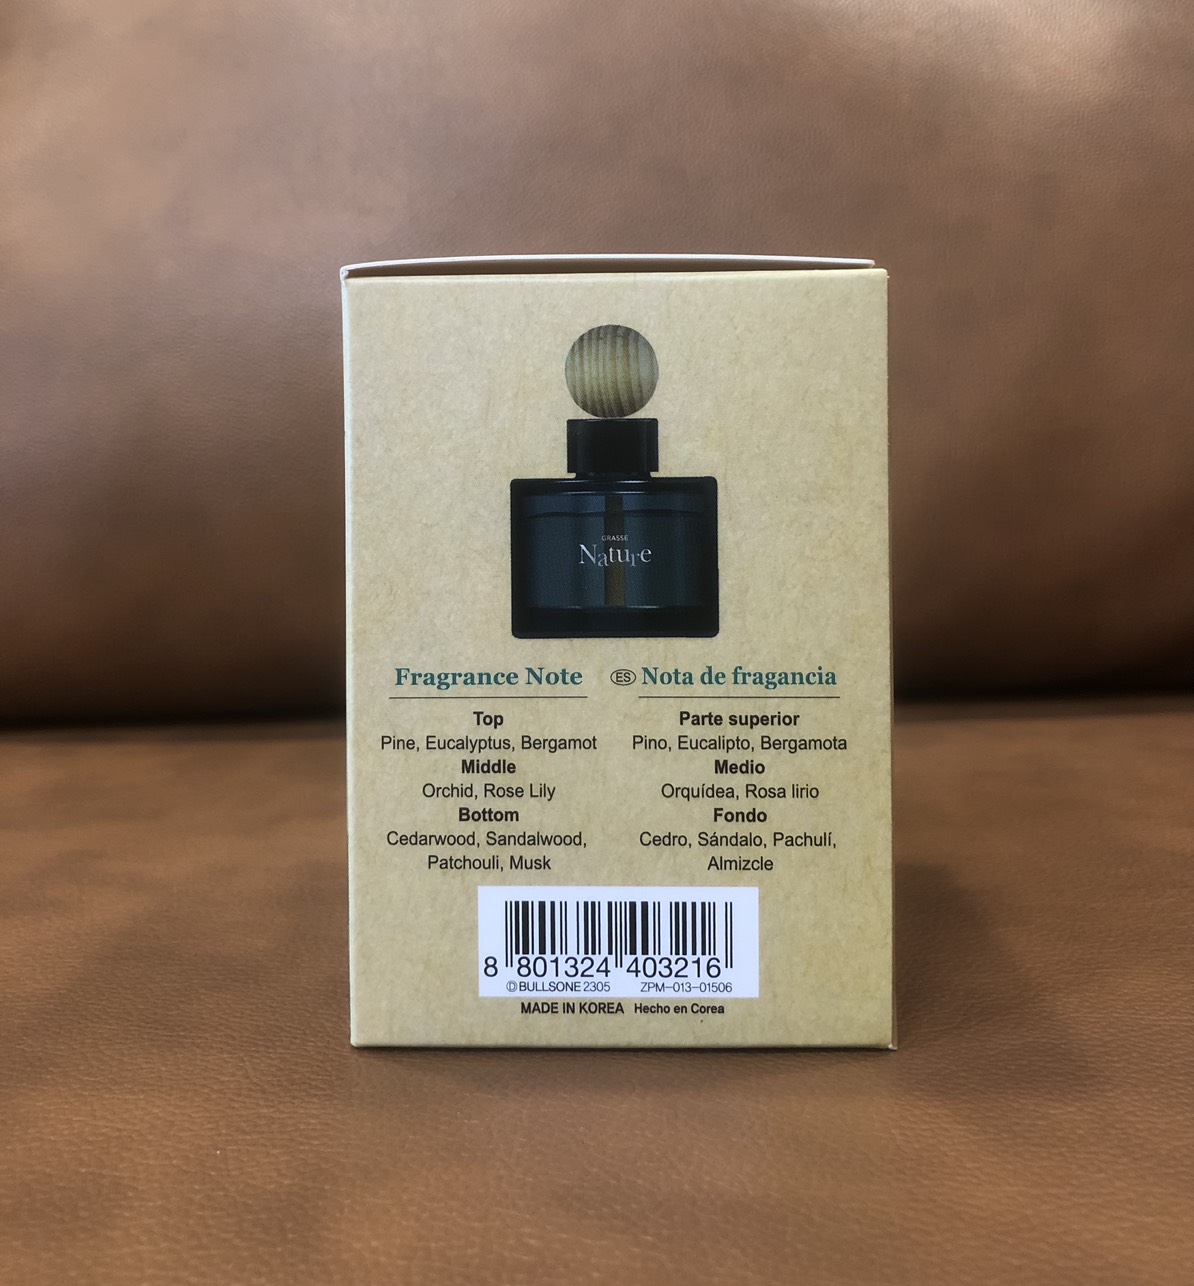 GRASSE
Nature
Fragrance Note
Top
Pine, Eucalyptus, Bergamot
Middle
Orchid, Rose Lily
Bottom
Cedarwood, Sandalwood,
Patchouli, Musk
ES Nota de fragancia
Parte superior
Pino, Eucalipto, Bergamota
Medio
Orquídea, Rosa lirio
Fondo
Cedro, Sándalo, Pachulí,
Almizcle
8 801324 403216
Ⓓ BULLSONE 2305 ZPM-013-01506
MADE IN KOREA Hecho en Corea